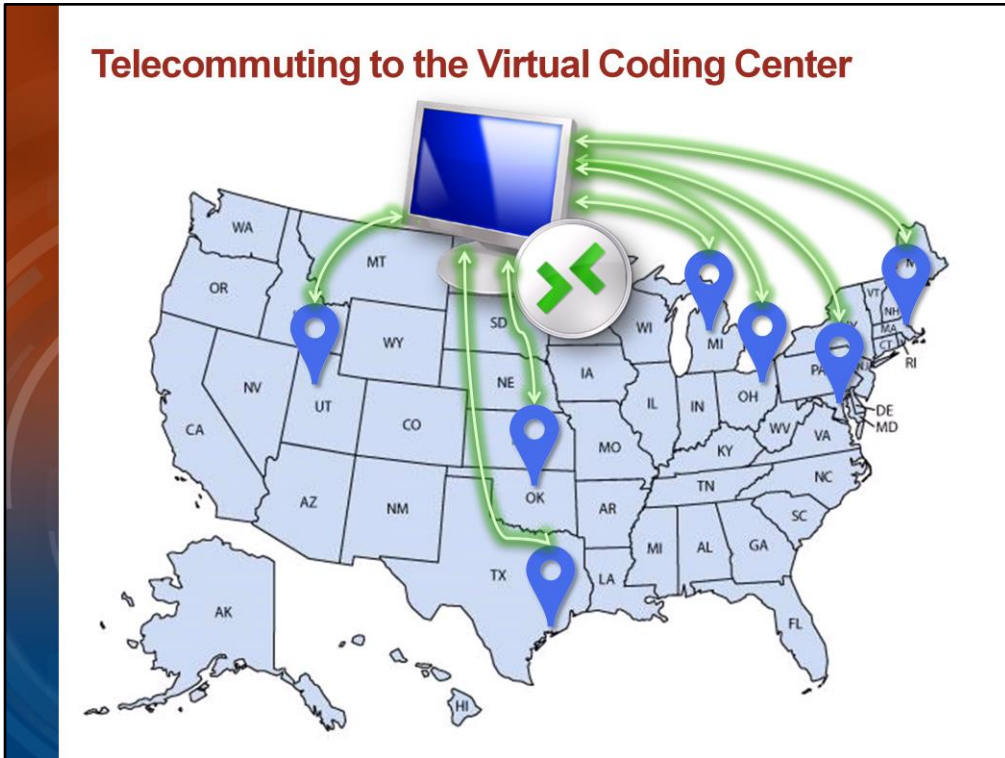 Telecommuting to the Virtual Coding Center
WA
MT
OR
SD
WI
MI
VT
NH
MA
CT
RI
WY
NE
IA
PA
NV
UT
CO
IL
IN
OH
DE
MD
WV
VA
CA
MO
KY
NC
TN
AZ
NM
OK
AR
SC
MI
AL
GA
TX
LA
FL
AK
HI